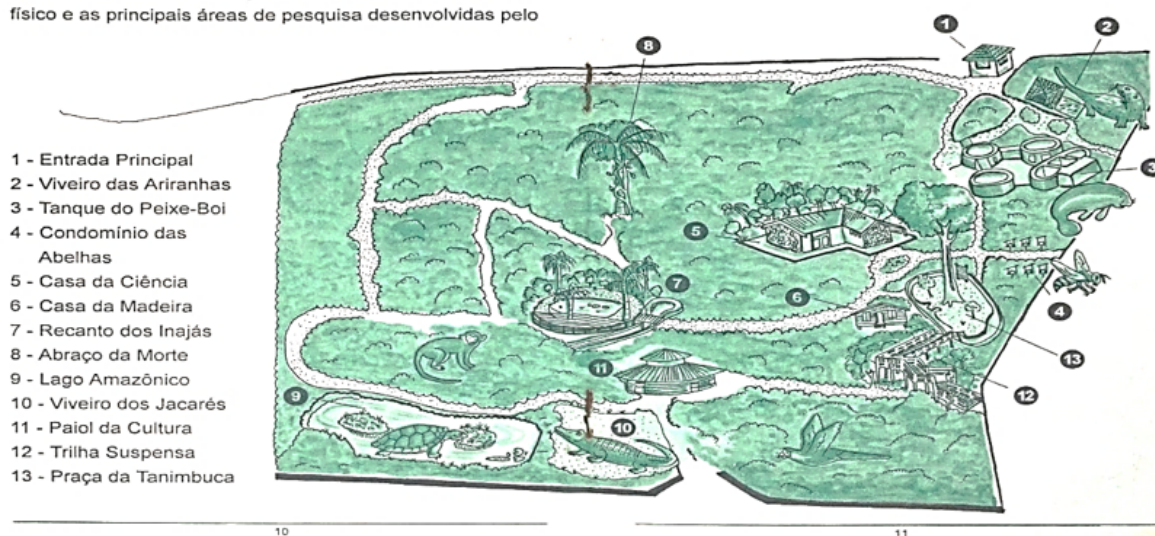 físico e as principais áreas de pesquisa desenvolvidas pelo
1 - Entrada Principal
2 - Viveiro das Ariranhas
3 - Tanque do Peixe-Boi
4 - Condomínio das
Abelhas
5 - Casa da Ciência
6 - Casa da Madeira
7 - Recanto dos Inajás
8 - Abraço da Morte
9 - Lago Amazônico
10 - Viveiro dos Jacarés
11 - Paiol da Cultura
12 - Trilha Suspensa
13 - Praça da Tanimbuca
1
2
8
3
5
7
6
4
11
13
9
12
10
10
11